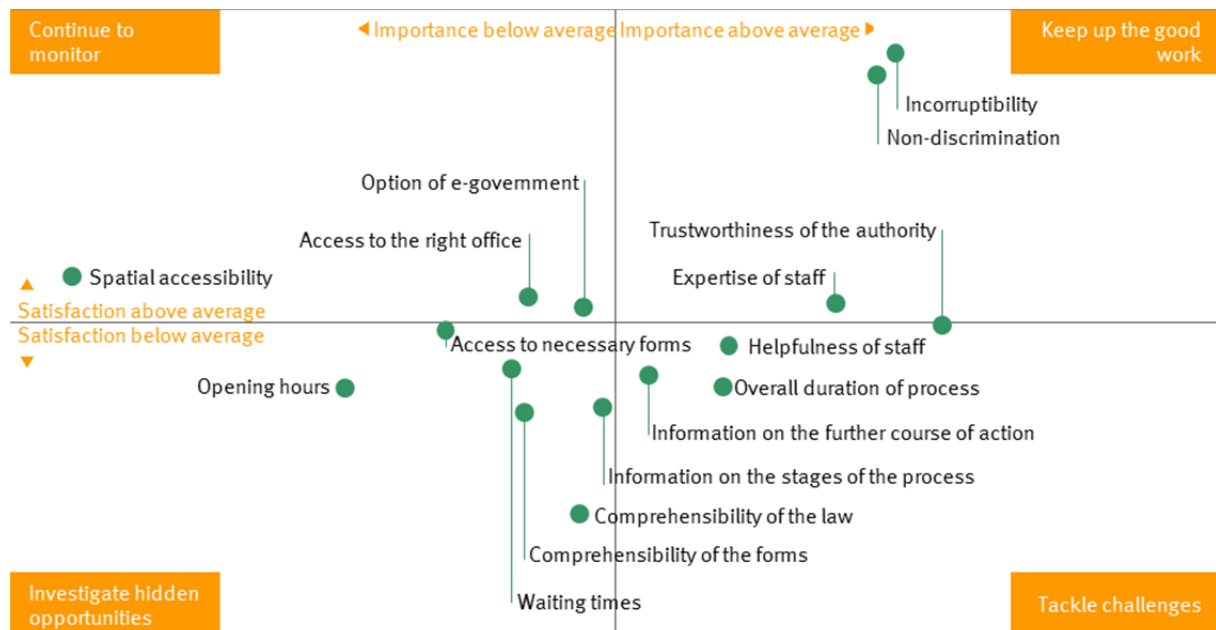 Continue to
monitor
Importance below average
Importance above average
Keep up the good
work
Incorruptibility
Non-discrimination
Option of e-government
Access to the right office
Trustworthiness of the authority
Spatial accessibility
Expertise of staff
Satisfaction above average
Satisfaction below average
Access to necessary forms
Helpfulness of staff
Opening hours
Overall duration of process
Information on the further course of action
Information on the stages of the process
Comprehensibility of the law
Comprehensibility of the forms
Waiting times
Investigate hidden
opportunities
Tackle challenges